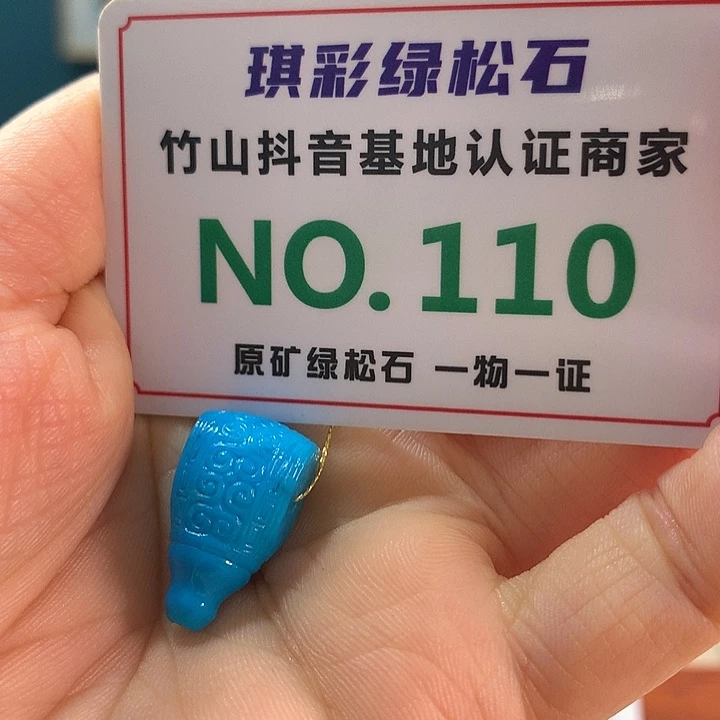 琪彩绿松石
竹山抖音基地认证商家
NO.110
原矿绿松石 一物一证